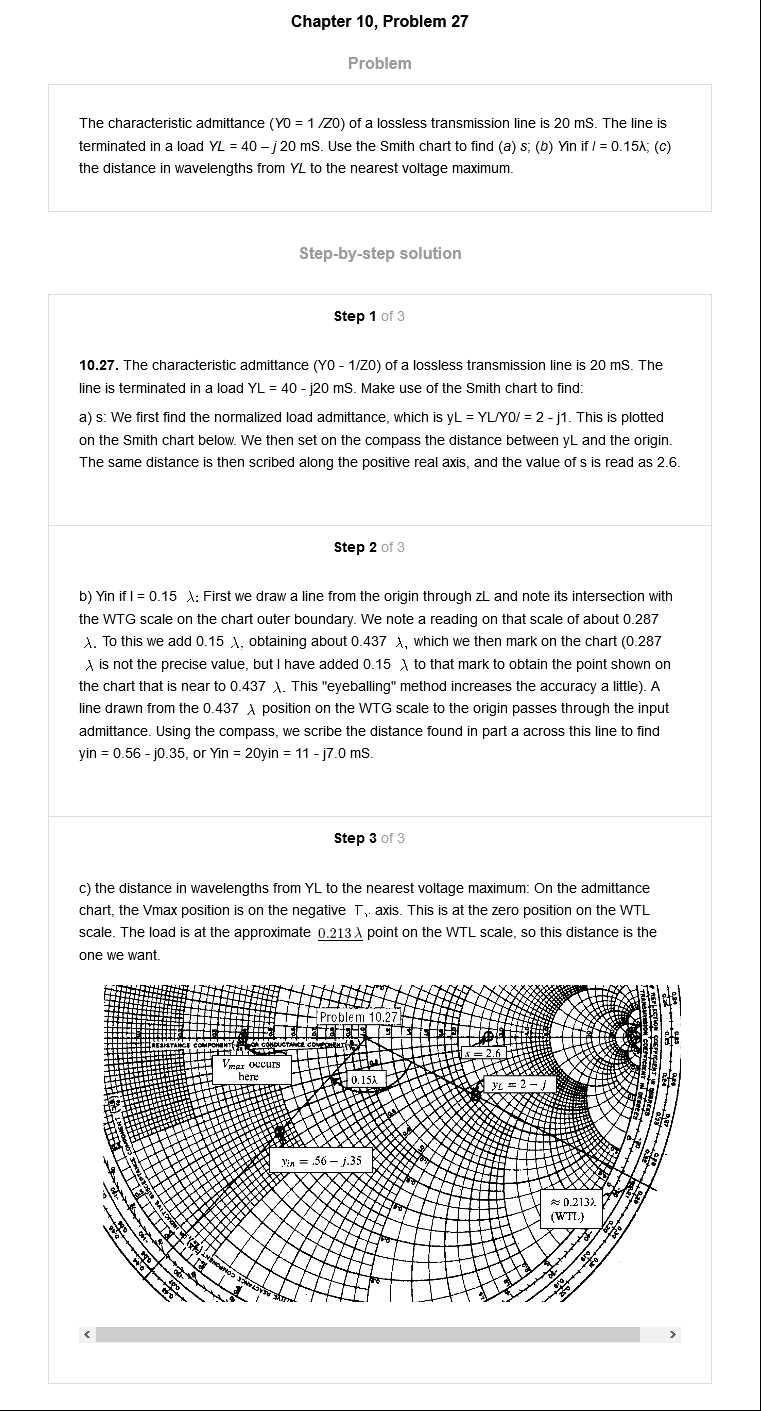 Chapter 10, Problem 27
Problem
The characteristic admittance (Y0 = 1 /Z0) of a lossless transmission line is 20 mS. The line is
terminated in a load YL = 40 – j 20 mS. Use the Smith chart to find (a) s; (b) Yin if l = 0.15λ; (c)
the distance in wavelengths from YL to the nearest voltage maximum.
Step-by-step solution
Step 1 of 3
10.27. The characteristic admittance (Y0 - 1/Z0) of a lossless transmission line is 20 mS. The
line is terminated in a load YL = 40 - j20 mS. Make use of the Smith chart to find:
a) s: We first find the normalized load admittance, which is yL = YL/Y0/ = 2 - j1. This is plotted
on the Smith chart below. We then set on the compass the distance between yL and the origin.
The same distance is then scribed along the positive real axis, and the value of s is read as 2.6.
Step 2 of 3
b) Yin if l = 0.15 λ: First we draw a line from the origin through zL and note its intersection with
the WTG scale on the chart outer boundary. We note a reading on that scale of about 0.287
λ. To this we add 0.15 λ, obtaining about 0.437 λ, which we then mark on the chart (0.287
λ is not the precise value, but I have added 0.15 λ to that mark to obtain the point shown on
the chart that is near to 0.437 λ. This "eyeballing" method increases the accuracy a little). A
line drawn from the 0.437 λ position on the WTG scale to the origin passes through the input
admittance. Using the compass, we scribe the distance found in part a across this line to find
yin = 0.56 - j0.35, or Yin = 20yin = 11 - j7.0 mS.
Step 3 of 3
c) the distance in wavelengths from YL to the nearest voltage maximum: On the admittance
chart, the Vmax position is on the negative Γr axis. This is at the zero position on the WTL
scale. The load is at the approximate 0.213 λ point on the WTL scale, so this distance is the
one we want.
Problem 10.27
RESISTANCE COMPONENT OR CONDUCTANCE COMPONENT
s = 2.6
Vmax occurs
here
0.15λ
yL = 2 – j
yin = .56 – j.35
≈ 0.213λ
(WTL)